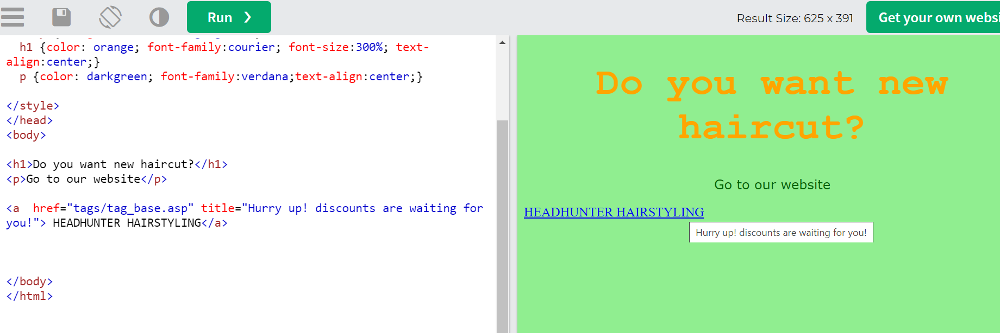 Run ❯
Result Size: 625 x 391
Get your own websi
h1 {color: orange; font-family:courier; font-size:300%; text-
align:center;}
p {color: darkgreen; font-family:verdana;text-align:center;}
</style>
</head>
<body>
<h1>Do you want new haircut?</h1>
<p>Go to our website</p>
<a  href="tags/tag_base.asp" title="Hurry up! discounts are waiting for
you!"> HEADHUNTER HAIRSTYLING</a>
</body>
</html>
Do you want new
haircut?
Go to our website
HEADHUNTER HAIRSTYLING
Hurry up! discounts are waiting for you!